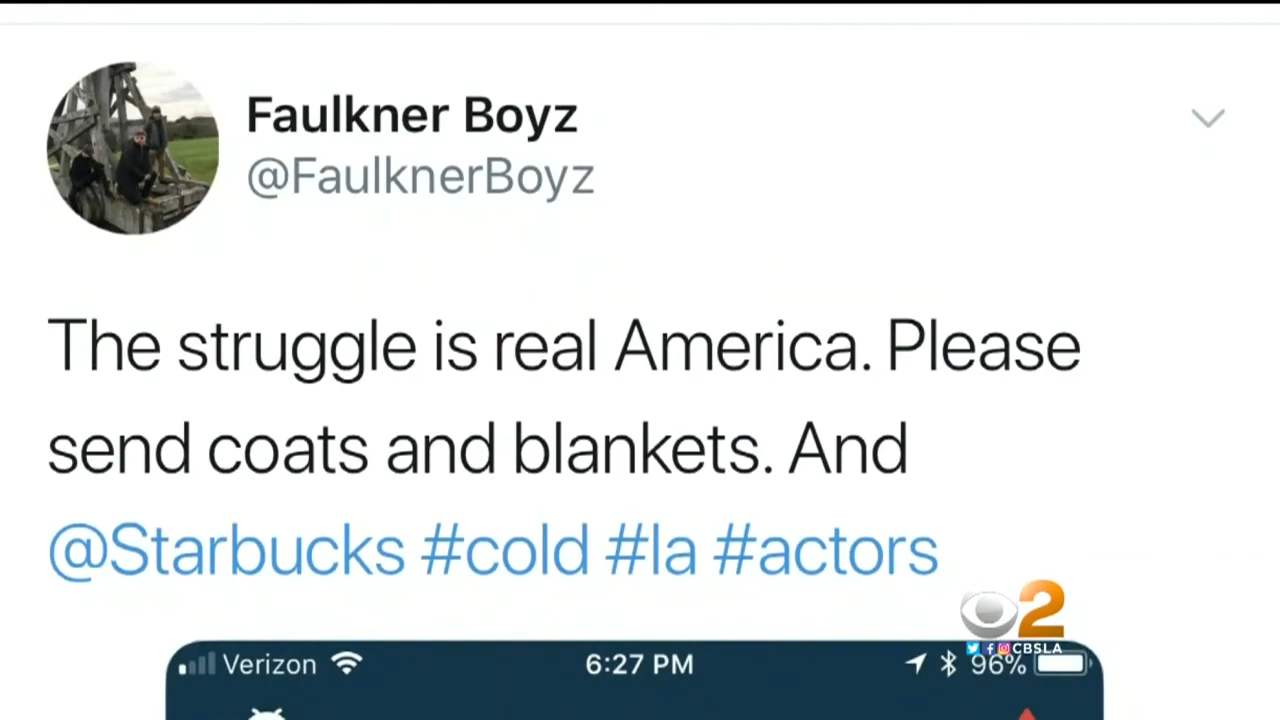 Faulkner Boyz
@FaulknerBoyz
The struggle is real America. Please
send coats and blankets. And
@Starbucks #cold #la #actors
2
CBSLA
Verizon 6:27 PM 96%